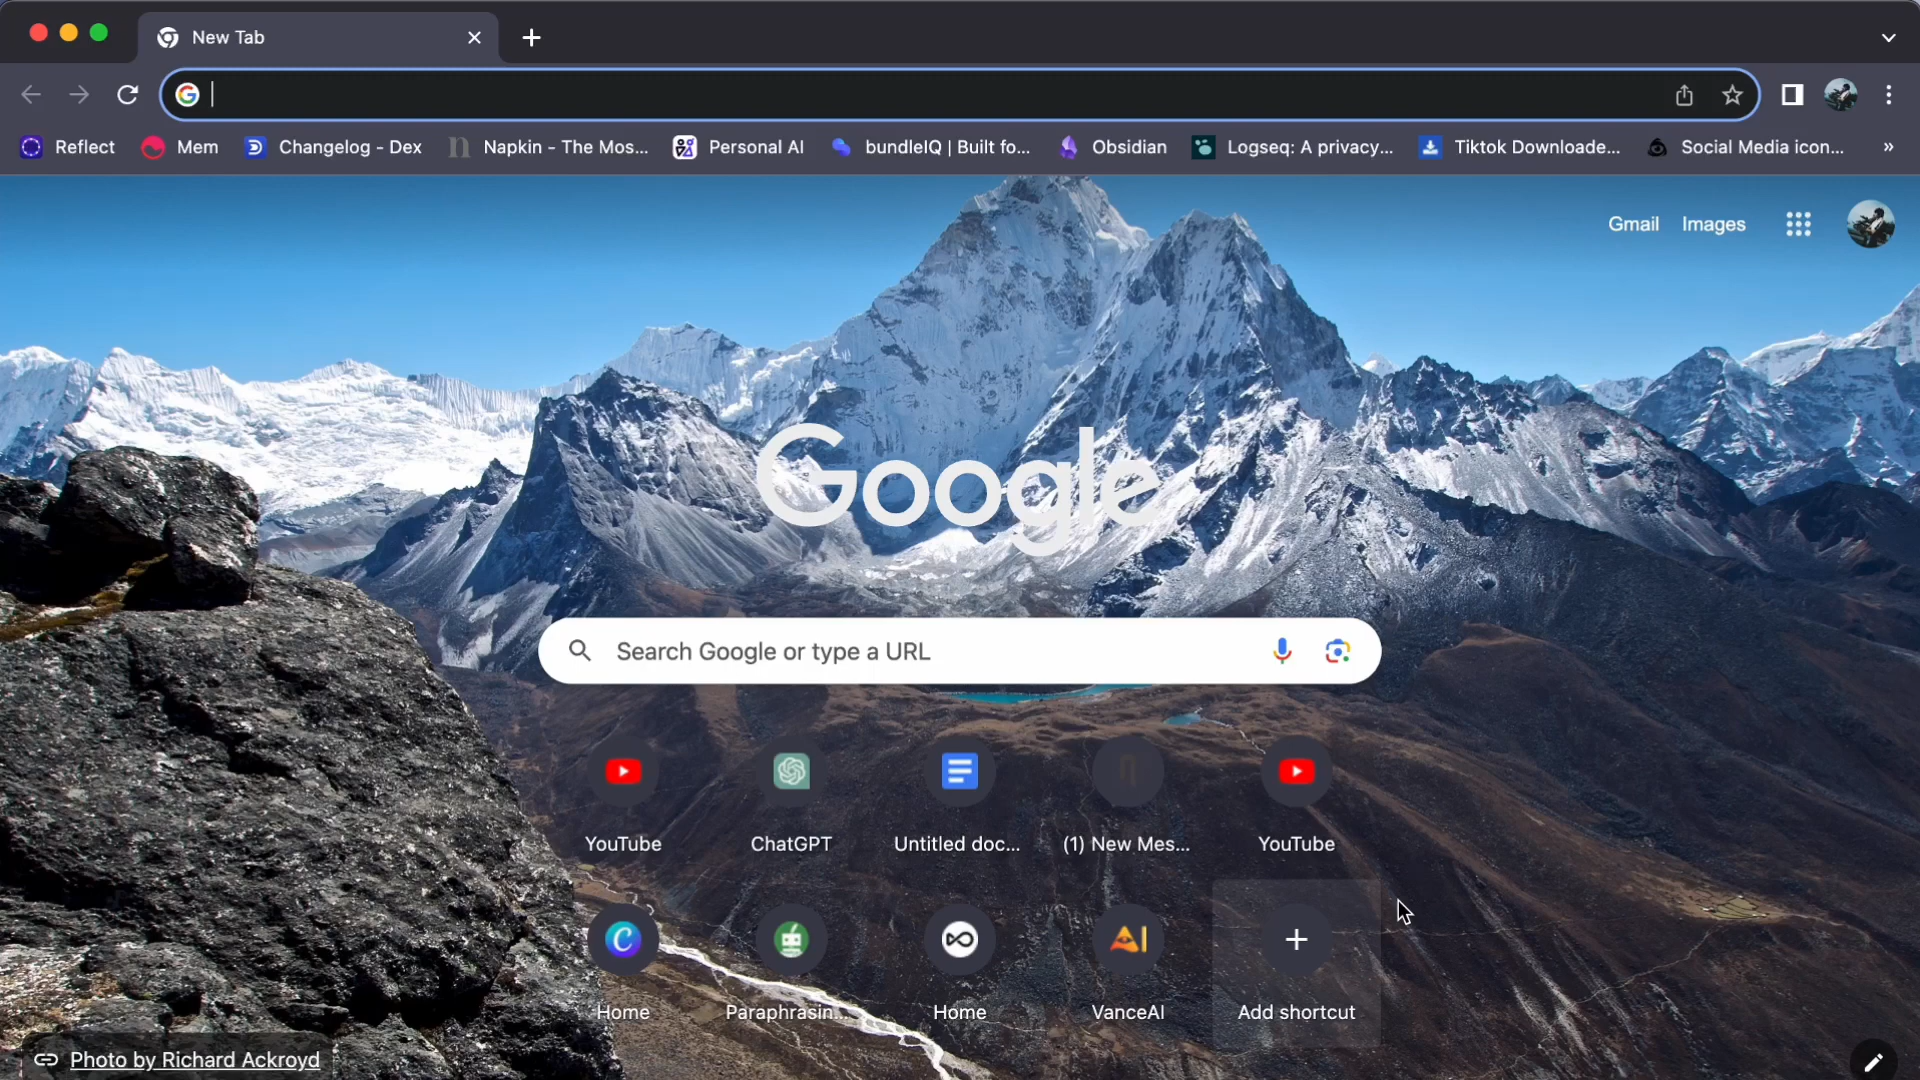 New Tab
Reflect
Mem
Changelog - Dex
Napkin - The Mos...
Personal AI
bundleIQ | Built fo...
Obsidian
Logseq: A privacy...
Tiktok Downloade...
Social Media icon...
»
Gmail
Images
Google
Search Google or type a URL
YouTube
ChatGPT
Untitled doc...
(1) New Mes...
YouTube
Home
Paraphrasin...
Home
VanceAI
Add shortcut
Photo by Richard Ackroyd